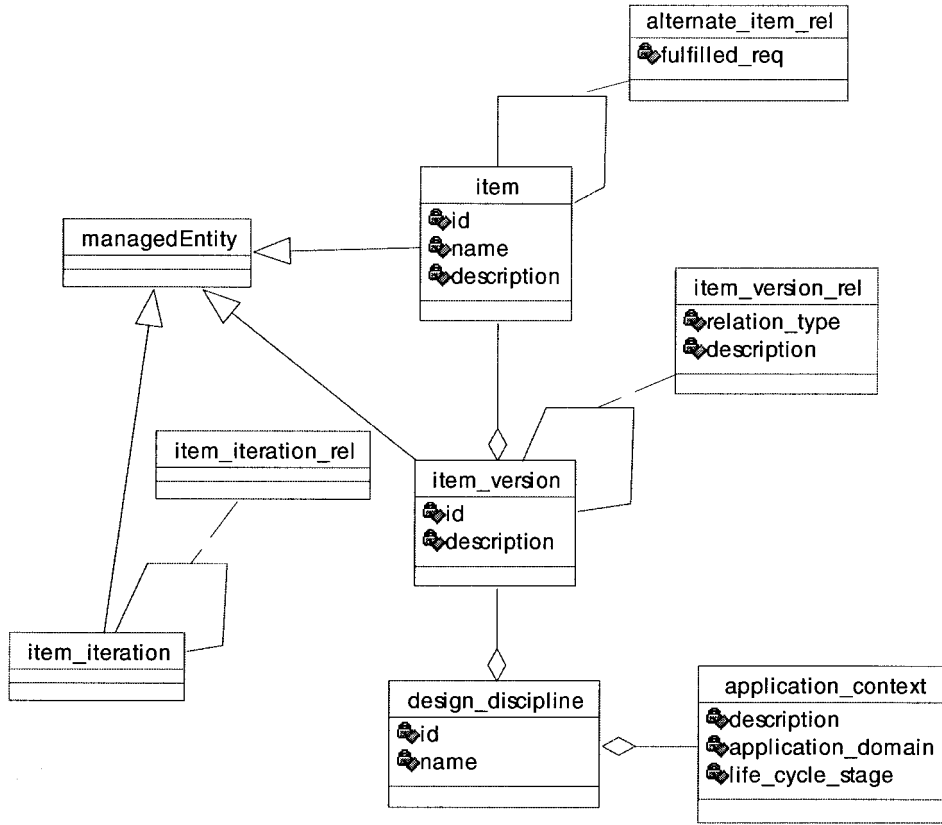 alternate_item_rel
fulfilled_req
item
id
name
description
managedEntity
item_version_rel
relation_type
description
item_iteration_rel
item_version
id
description
item_iteration
design_discipline
id
name
application_context
description
application_domain
life_cycle_stage